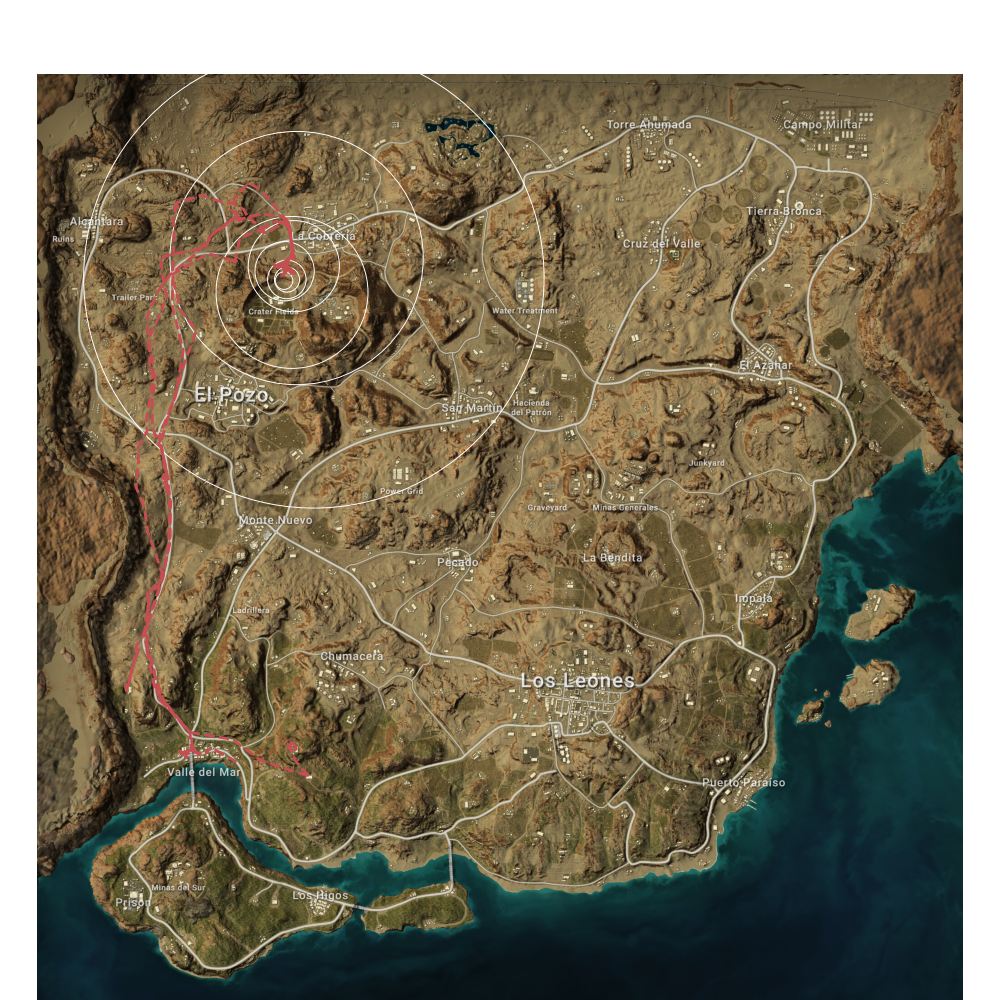 Torre Ahumada
Campo Militar
Alcantara
Ruins
La Cobreria
Tierra Bronca
Cruz del Valle
Trailer Park
Crater Fields
Water Treatment
El Pozo
El Azahar
San Martin
Hacienda
del Patrón
Junkyard
Power Grid
Graveyard
Minas Generales
Monte Nuevo
Pecado
La Bendita
Impala
Ladrillera
Chumacera
Los Leones
Valle del Mar
Puerto Paraiso
Minas del Sur
Prison
Los Higos